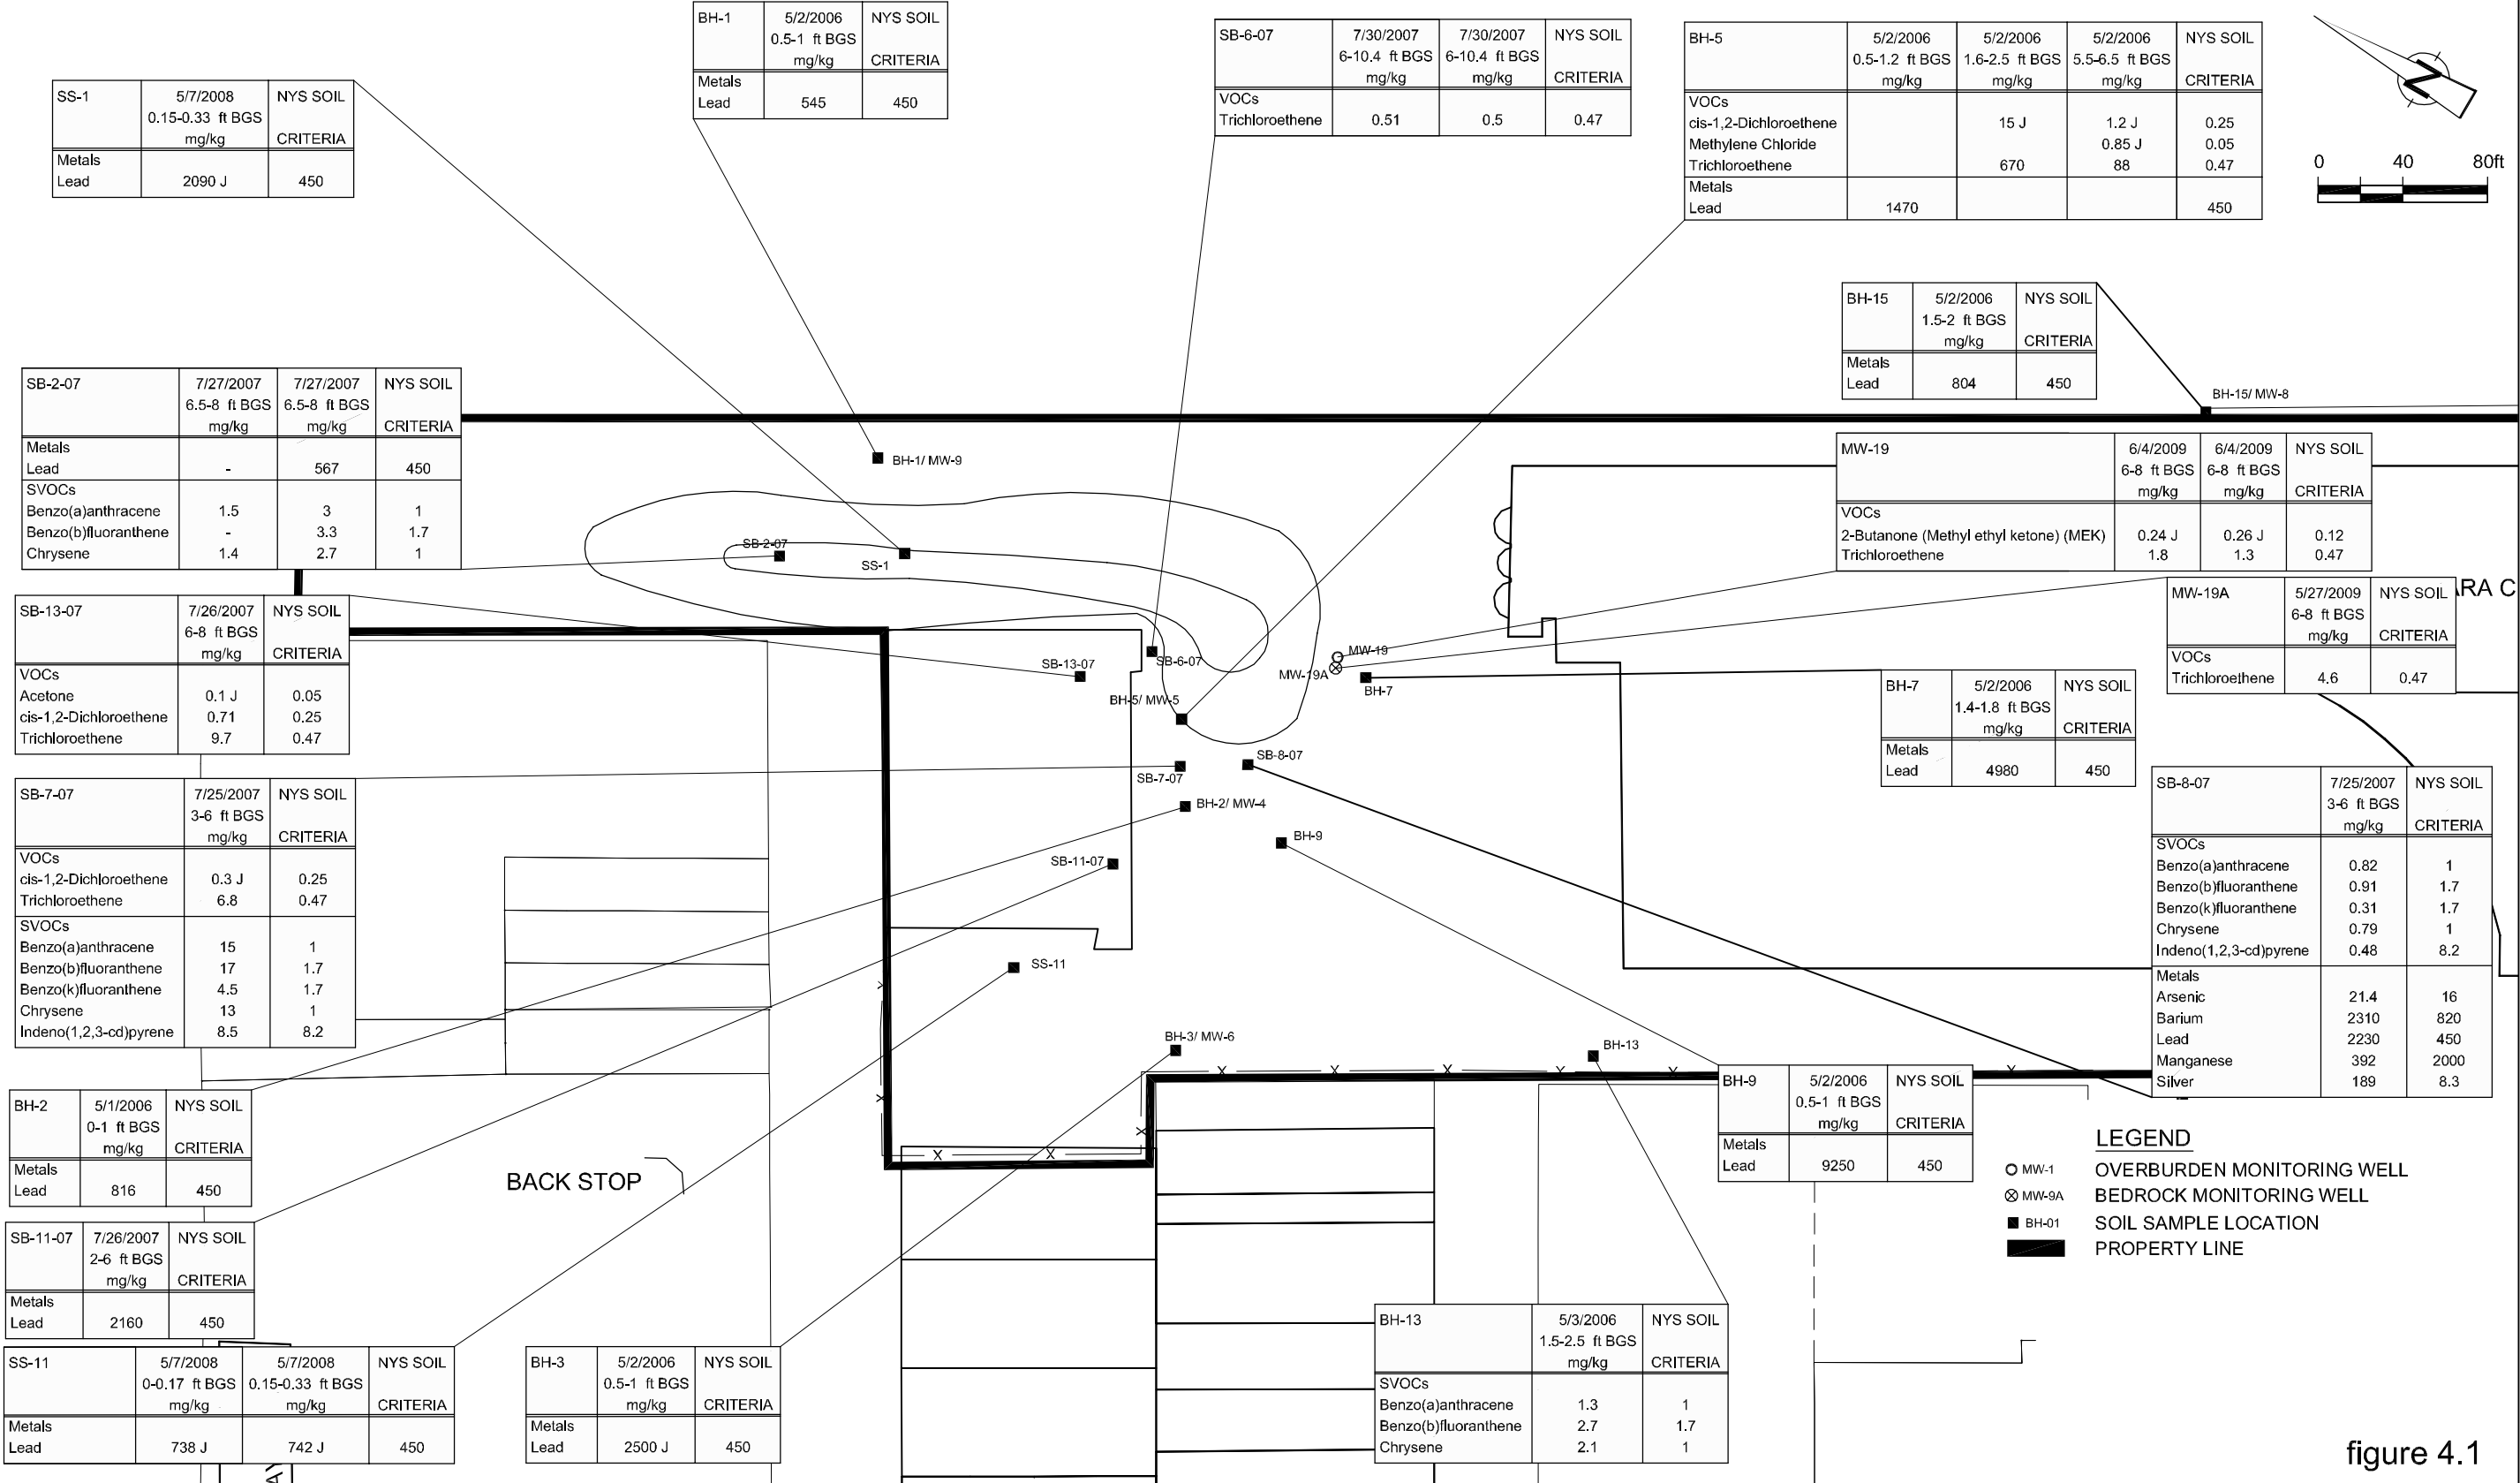 BH-1 5/2/2006 NYS SOIL
0.5-1 ft BGS
mg/kg CRITERIA
Metals
Lead 545 450
SB-6-07 7/30/2007 7/30/2007 NYS SOIL
6-10.4 ft BGS 6-10.4 ft BGS
mg/kg mg/kg CRITERIA
VOCs
Trichloroethene 0.51 0.5 0.47
BH-5 5/2/2006 5/2/2006 5/2/2006 NYS SOIL
0.5-1.2 ft BGS 1.6-2.5 ft BGS 5.5-6.5 ft BGS
mg/kg mg/kg mg/kg CRITERIA
VOCs
cis-1,2-Dichloroethene 15 J 1.2 J 0.25
Methylene Chloride 0.85 J 0.05
Trichloroethene 670 88 0.47
Metals
Lead 1470 450
N
0 40 80ft
SS-1 5/7/2008 NYS SOIL
0.15-0.33 ft BGS
mg/kg CRITERIA
Metals
Lead 2090 J 450
BH-15 5/2/2006 NYS SOIL
1.5-2 ft BGS
mg/kg CRITERIA
Metals
Lead 804 450
BH-15/ MW-8
SB-2-07 7/27/2007 7/27/2007 NYS SOIL
6.5-8 ft BGS 6.5-8 ft BGS
mg/kg mg/kg CRITERIA
Metals
Lead - 567 450
SVOCs
Benzo(a)anthracene 1.5 3 1
Benzo(b)fluoranthene - 3.3 1.7
Chrysene 1.4 2.7 1
BH-1/ MW-9
SB-2-07
SS-1
MW-19 6/4/2009 6/4/2009 NYS SOIL
6-8 ft BGS 6-8 ft BGS
mg/kg mg/kg CRITERIA
VOCs
2-Butanone (Methyl ethyl ketone) (MEK) 0.24 J 0.26 J 0.12
Trichloroethene 1.8 1.3 0.47
MW-19A 5/27/2009 NYS SOIL
6-8 ft BGS
mg/kg CRITERIA
VOCs
Trichloroethene 4.6 0.47
ARA C
SB-13-07 7/26/2007 NYS SOIL
6-8 ft BGS
mg/kg CRITERIA
VOCs
Acetone 0.1 J 0.05
cis-1,2-Dichloroethene 0.71 0.25
Trichloroethene 9.7 0.47
SB-13-07
SB-6-07
MW-19
MW-19A
BH-7
BH-5/ MW-5
BH-7 5/2/2006 NYS SOIL
1.4-1.8 ft BGS
mg/kg CRITERIA
Metals
Lead 4980 450
SB-7-07 7/25/2007 NYS SOIL
3-6 ft BGS
mg/kg CRITERIA
VOCs
cis-1,2-Dichloroethene 0.3 J 0.25
Trichloroethene 6.8 0.47
SVOCs
Benzo(a)anthracene 15 1
Benzo(b)fluoranthene 17 1.7
Benzo(k)fluoranthene 4.5 1.7
Chrysene 13 1
Indeno(1,2,3-cd)pyrene 8.5 8.2
SB-8-07
SB-7-07
BH-2/ MW-4
BH-9
SB-11-07
SS-11
BH-3/ MW-6
BH-13
SB-8-07 7/25/2007 NYS SOIL
3-6 ft BGS
mg/kg CRITERIA
SVOCs
Benzo(a)anthracene 0.82 1
Benzo(b)fluoranthene 0.91 1.7
Benzo(k)fluoranthene 0.31 1.7
Chrysene 0.79 1
Indeno(1,2,3-cd)pyrene 0.48 8.2
Metals
Arsenic 21.4 16
Barium 2310 820
Lead 2230 450
Manganese 392 2000
Silver 189 8.3
BH-2 5/1/2006 NYS SOIL
0-1 ft BGS
mg/kg CRITERIA
Metals
Lead 816 450
BACK STOP
BH-9 5/2/2006 NYS SOIL
0.5-1 ft BGS
mg/kg CRITERIA
Metals
Lead 9250 450
LEGEND
MW-1 OVERBURDEN MONITORING WELL
MW-9A BEDROCK MONITORING WELL
BH-01 SOIL SAMPLE LOCATION
PROPERTY LINE
SB-11-07 7/26/2007 NYS SOIL
2-6 ft BGS
mg/kg CRITERIA
Metals
Lead 2160 450
SS-11 5/7/2008 5/7/2008 NYS SOIL
0-0.17 ft BGS 0.15-0.33 ft BGS
mg/kg mg/kg CRITERIA
Metals
Lead 738 J 742 J 450
BH-3 5/2/2006 NYS SOIL
0.5-1 ft BGS
mg/kg CRITERIA
Metals
Lead 2500 J 450
BH-13 5/3/2006 NYS SOIL
1.5-2.5 ft BGS
mg/kg CRITERIA
SVOCs
Benzo(a)anthracene 1.3 1
Benzo(b)fluoranthene 2.7 1.7
Chrysene 2.1 1
figure 4.1